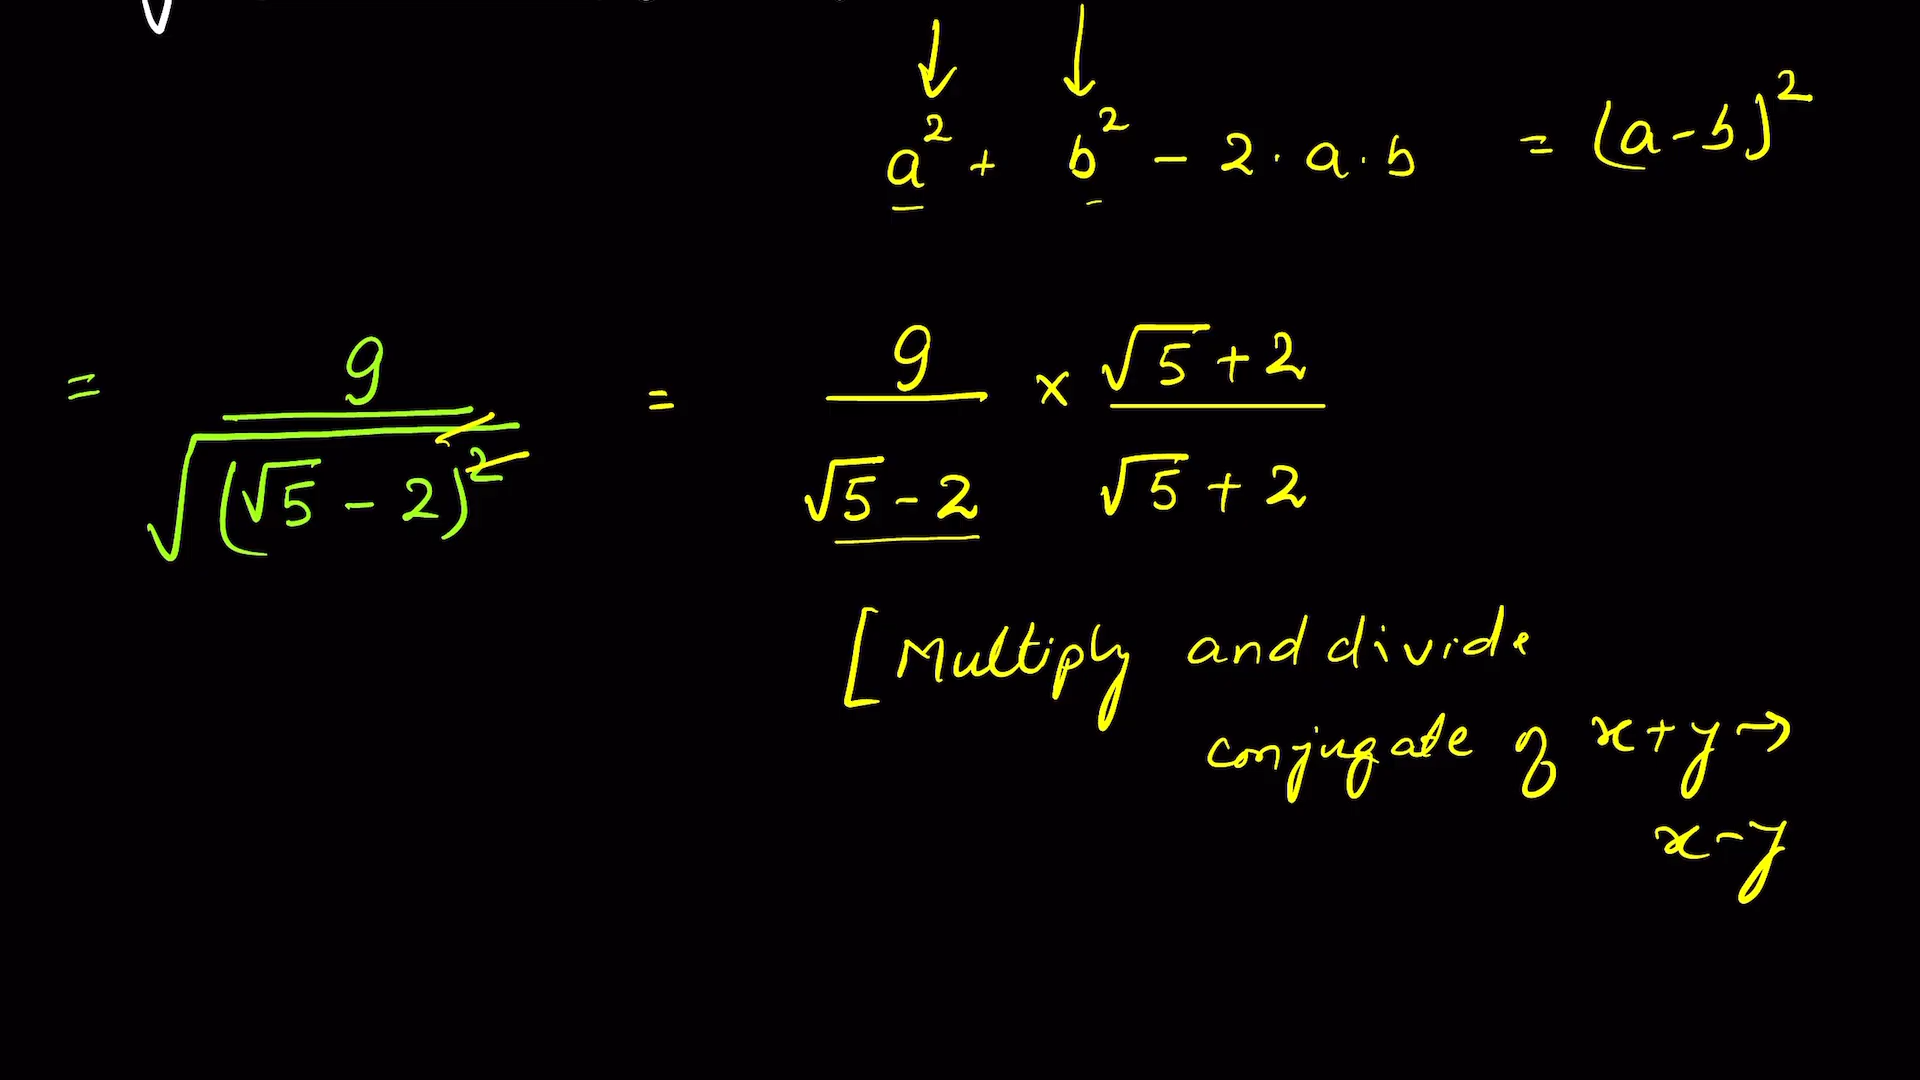 a² + b² - 2·a·b = (a-b)²
= 9/√(√5 - 2)² = 9/(√5 - 2) × (√5 + 2)/(√5 + 2)
[Multiply and divide
conjugate of x+y →
x-y